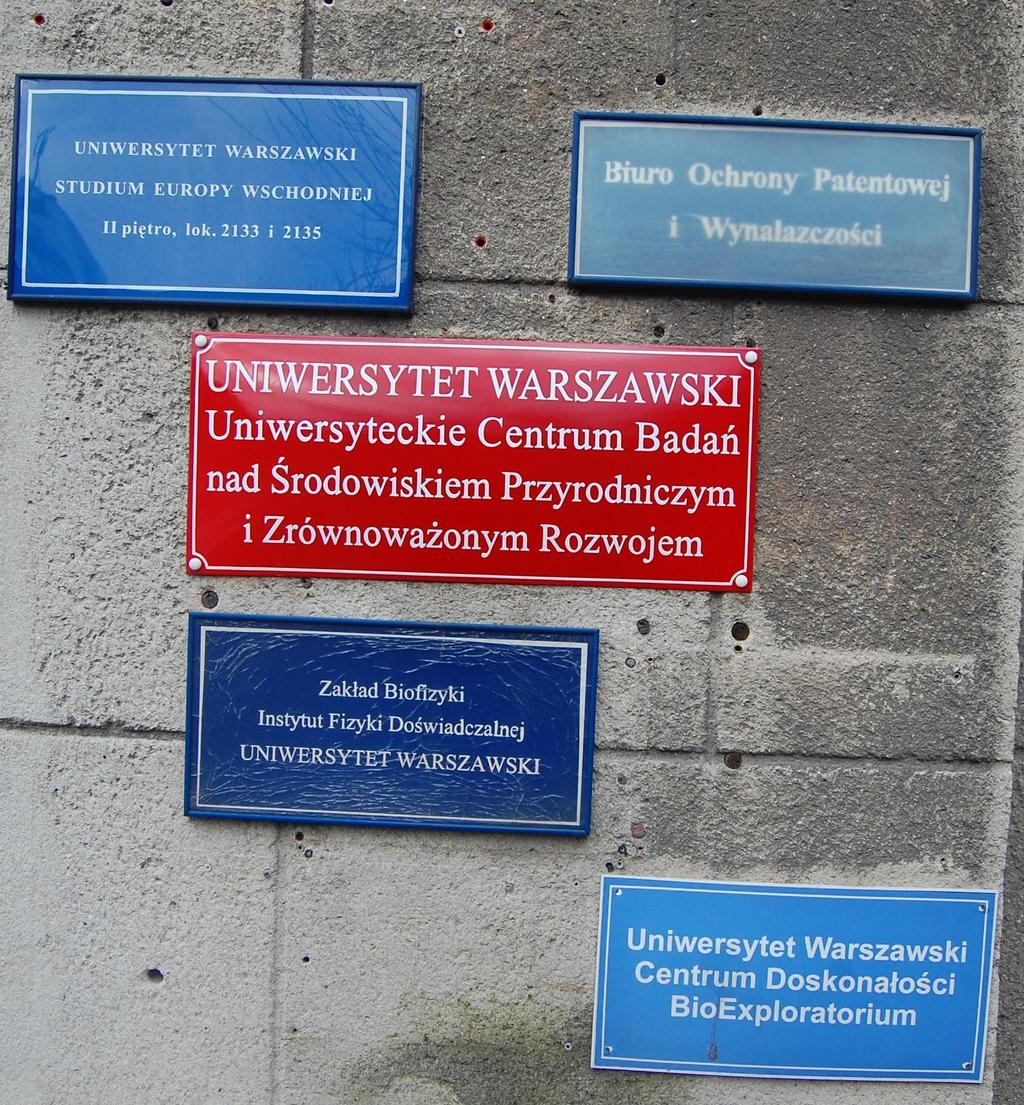 UNIWERSYTET WARSZAWSKI
STUDIUM EUROPY WSCHODNIEJ
II piętro, lok. 2133 i 2135
Biuro Ochrony Patentowej
i Wynalazczości
UNIWERSYTET WARSZAWSKI
Uniwersyteckie Centrum Badań
nad Środowiskiem Przyrodniczym
i Zrównoważonym Rozwojem
Zakład Biofizyki
Instytut Fizyki Doświadczalnej
UNIWERSYTET WARSZAWSKI
Uniwersytet Warszawski
Centrum Doskonałości
BioExploratorium